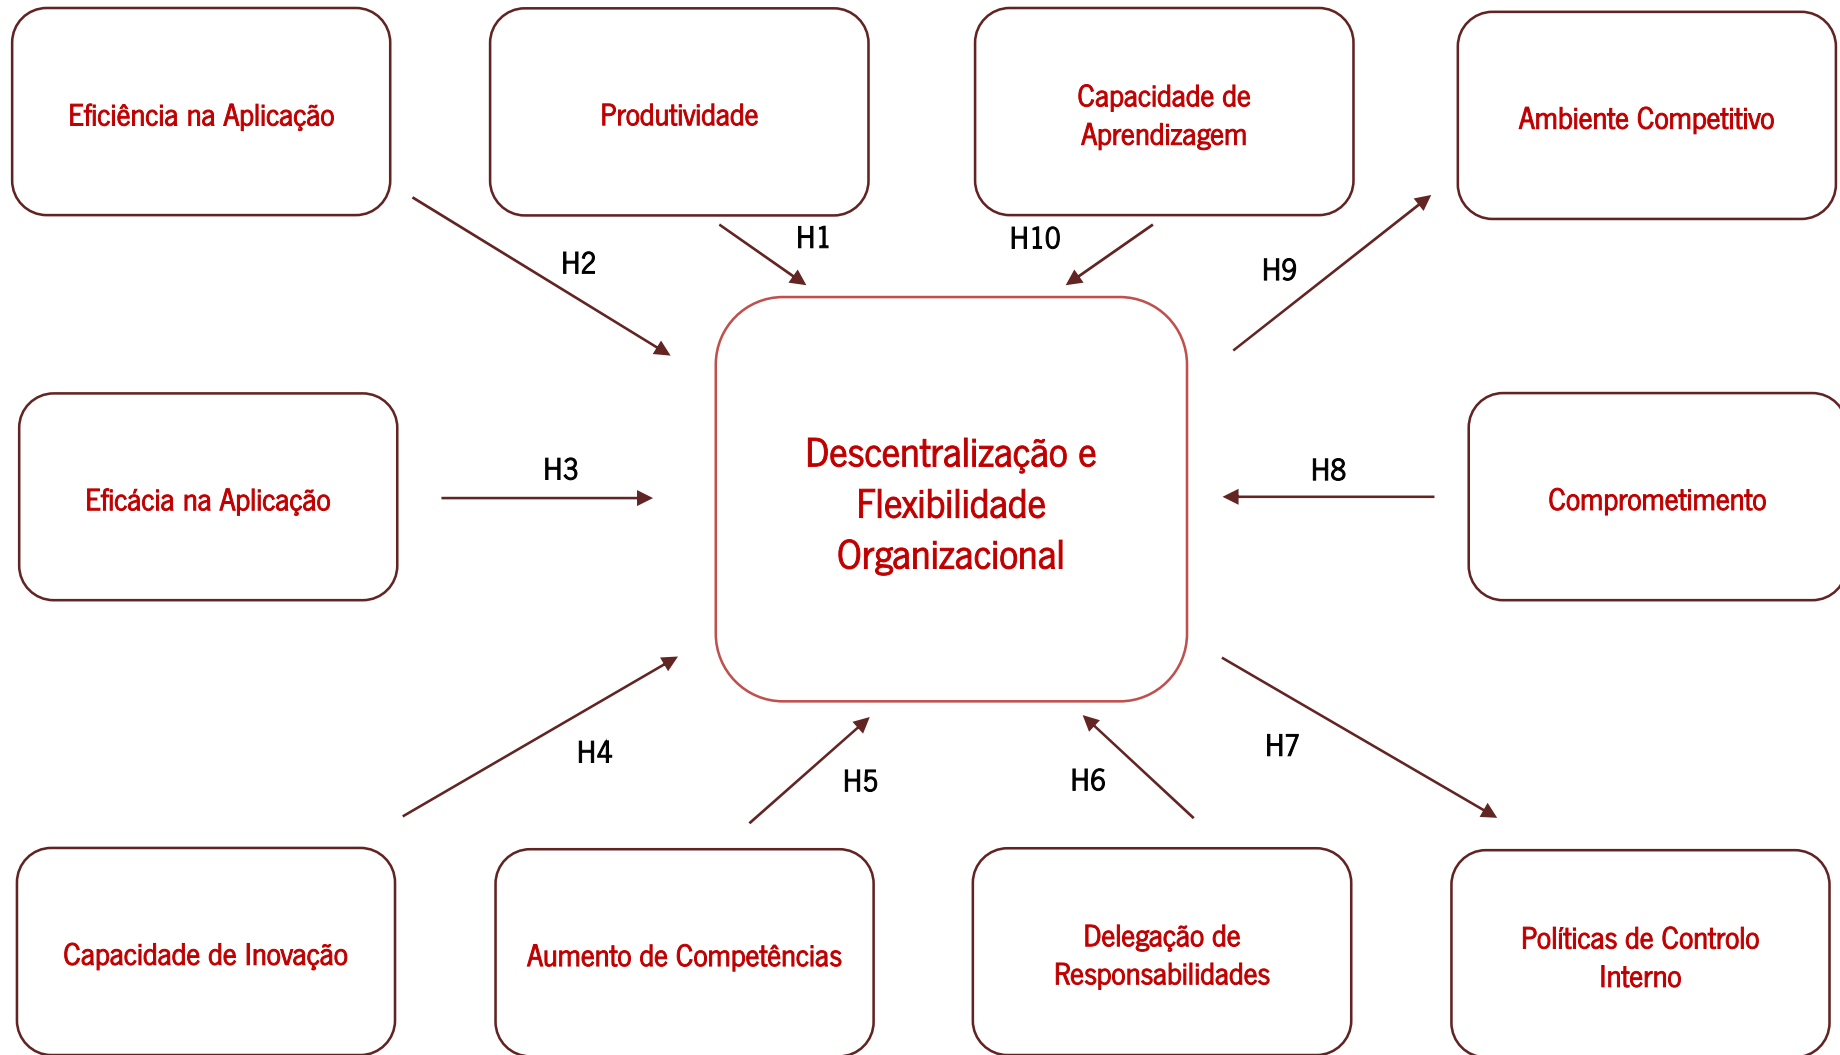 Eficiência na Aplicação
Produtividade
Capacidade de
Aprendizagem
Ambiente Competitivo
H1
H10
H2
H9
Descentralização e
Flexibilidade
Organizacional
Eficácia na Aplicação
H3
H8
Comprometimento
H4
H5
H6
H7
Capacidade de Inovação
Aumento de Competências
Delegação de
Responsabilidades
Políticas de Controlo
Interno